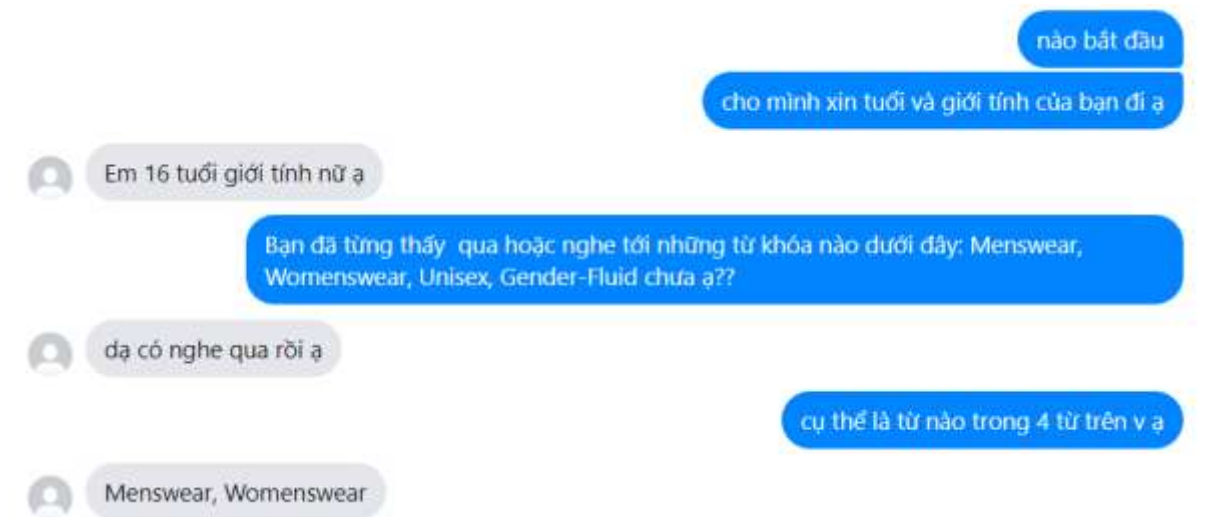 nào bắt đầu
cho mình xin tuổi và giới tính của bạn đi ạ
Em 16 tuổi giới tính nữ ạ
Bạn đã từng thấy  qua hoặc nghe tới những từ khóa nào dưới đây: Menswear,
Womenswear, Unisex, Gender-Fluid chưa ạ??
dạ có nghe qua rồi ạ
cụ thể là từ nào trong 4 từ trên v ạ
Menswear, Womenswear